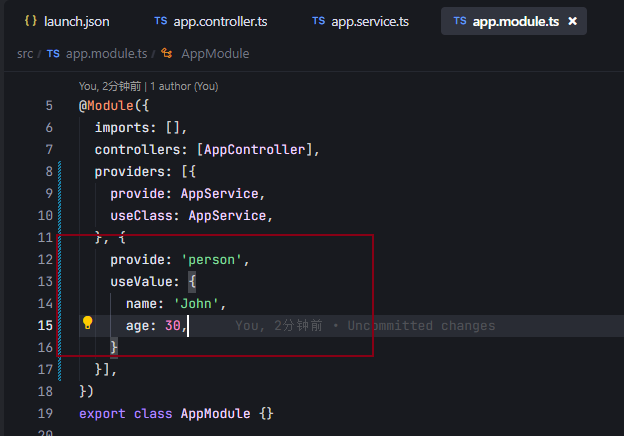 { } launch.json TS app.controller.ts TS app.service.ts TS app.module.ts ×
src / TS app.module.ts / AppModule
You, 2分钟前 | 1 author (You)
5 @Module({
6 imports: [],
7 controllers: [AppController],
8 providers: [{
9 provide: AppService,
10 useClass: AppService,
11 }, {
12 provide: 'person',
13 useValue: {
14 name: 'John',
15 age: 30, You, 2分钟前 • Uncommitted changes
16 }
17 }],
18 })
19 export class AppModule {}
20